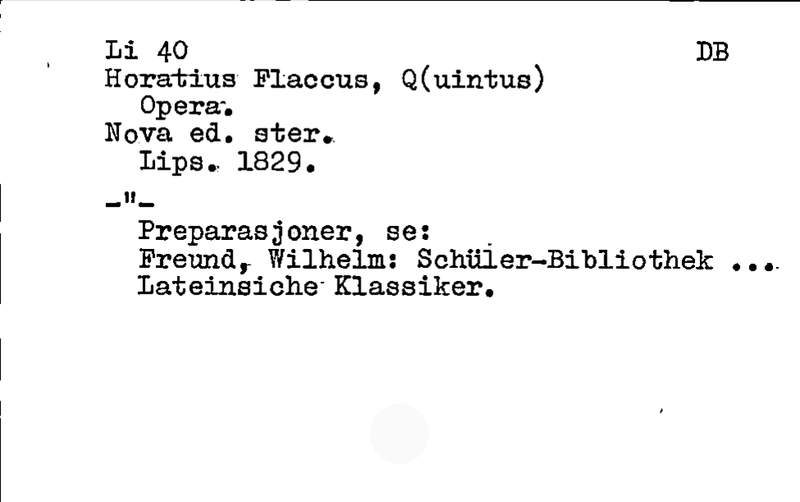 Li 40 DB
Horatius Flaccus, Q(uintus)
Opera.
Nova ed. ster.
Lips. 1829.
-"-
Preparasjoner, se:
Freund, Wilhelm: Schüler-Bibliothek ...
Lateinsiche Klassiker.